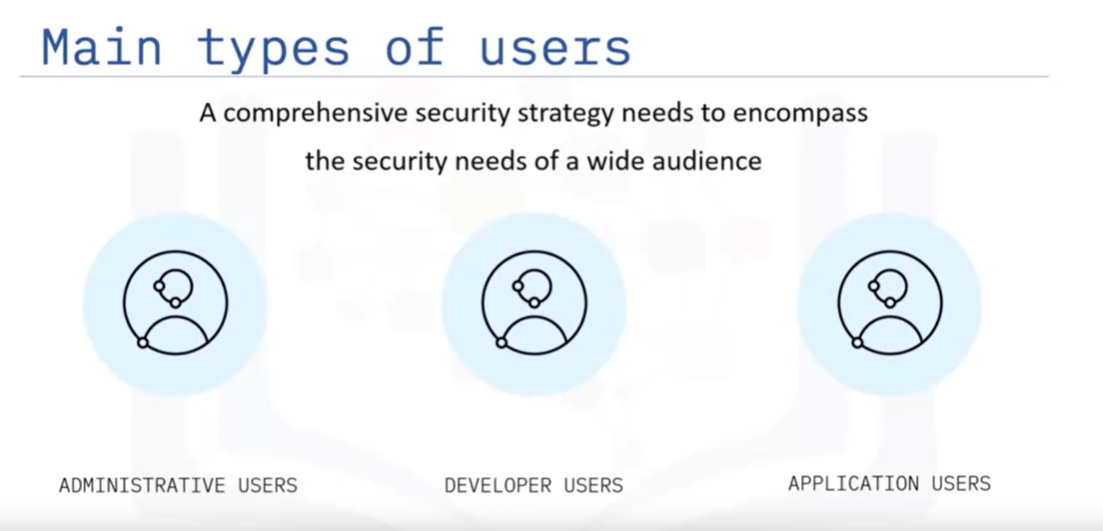 Main types of users
A comprehensive security strategy needs to encompass
the security needs of a wide audience
ADMINISTRATIVE USERS
DEVELOPER USERS
APPLICATION USERS